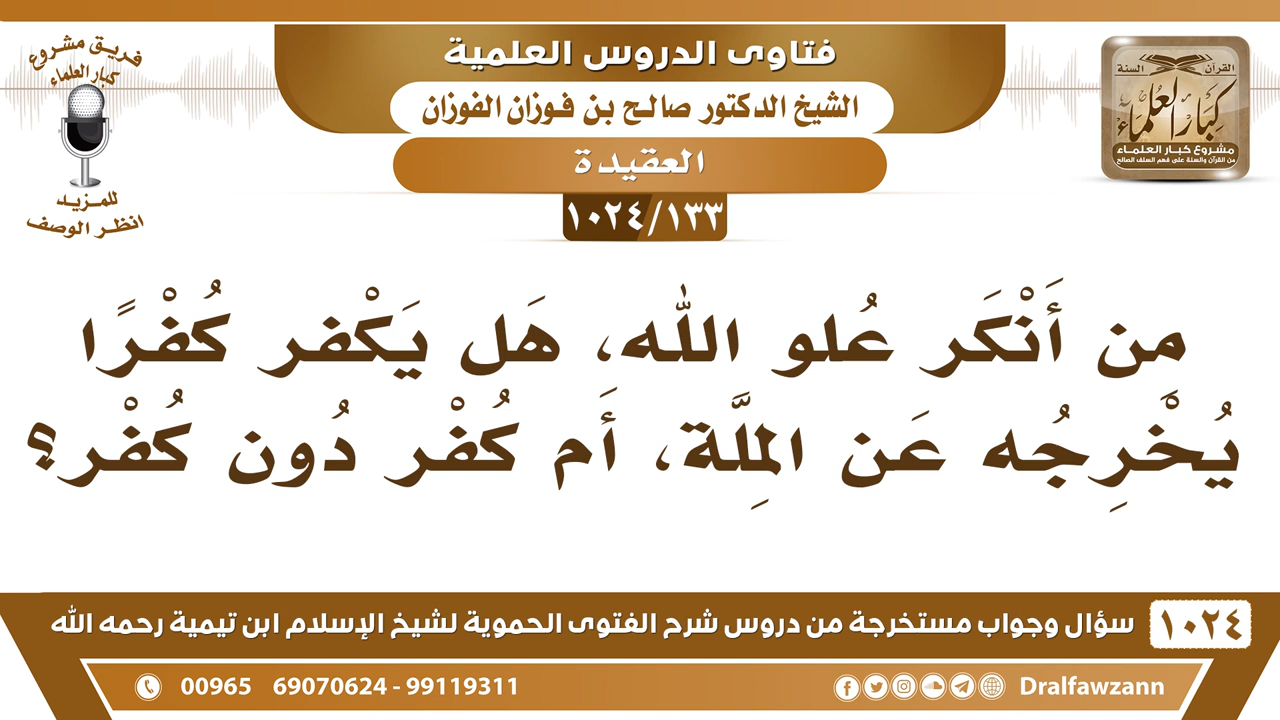 فتاوى الدروس العلمية
الشيخ الدكتور صالح بن فوزان الفوزان
العقيدة
١٠٢٤/١٣٣
القرآن السنة
كبار العلماء
مشروع كبار العلماء
من القرآن والسنة على فهم السلف الصالح
فريق مشروع
كبار العلماء
للمزيد
انظر الوصف
من أَنْكَر عُلو اللّٰه، هَل يَكْفر كُفْرًا
يُخْرِجُه عَن المِلَّة، أَم كُفْر دُون كُفْر؟
١٠٢٤ سؤال وجواب مستخرجة من دروس شرح الفتوى الحموية لشيخ الإسلام ابن تيمية رحمه الله
00965 69070624 - 99119311
Dralfawzann